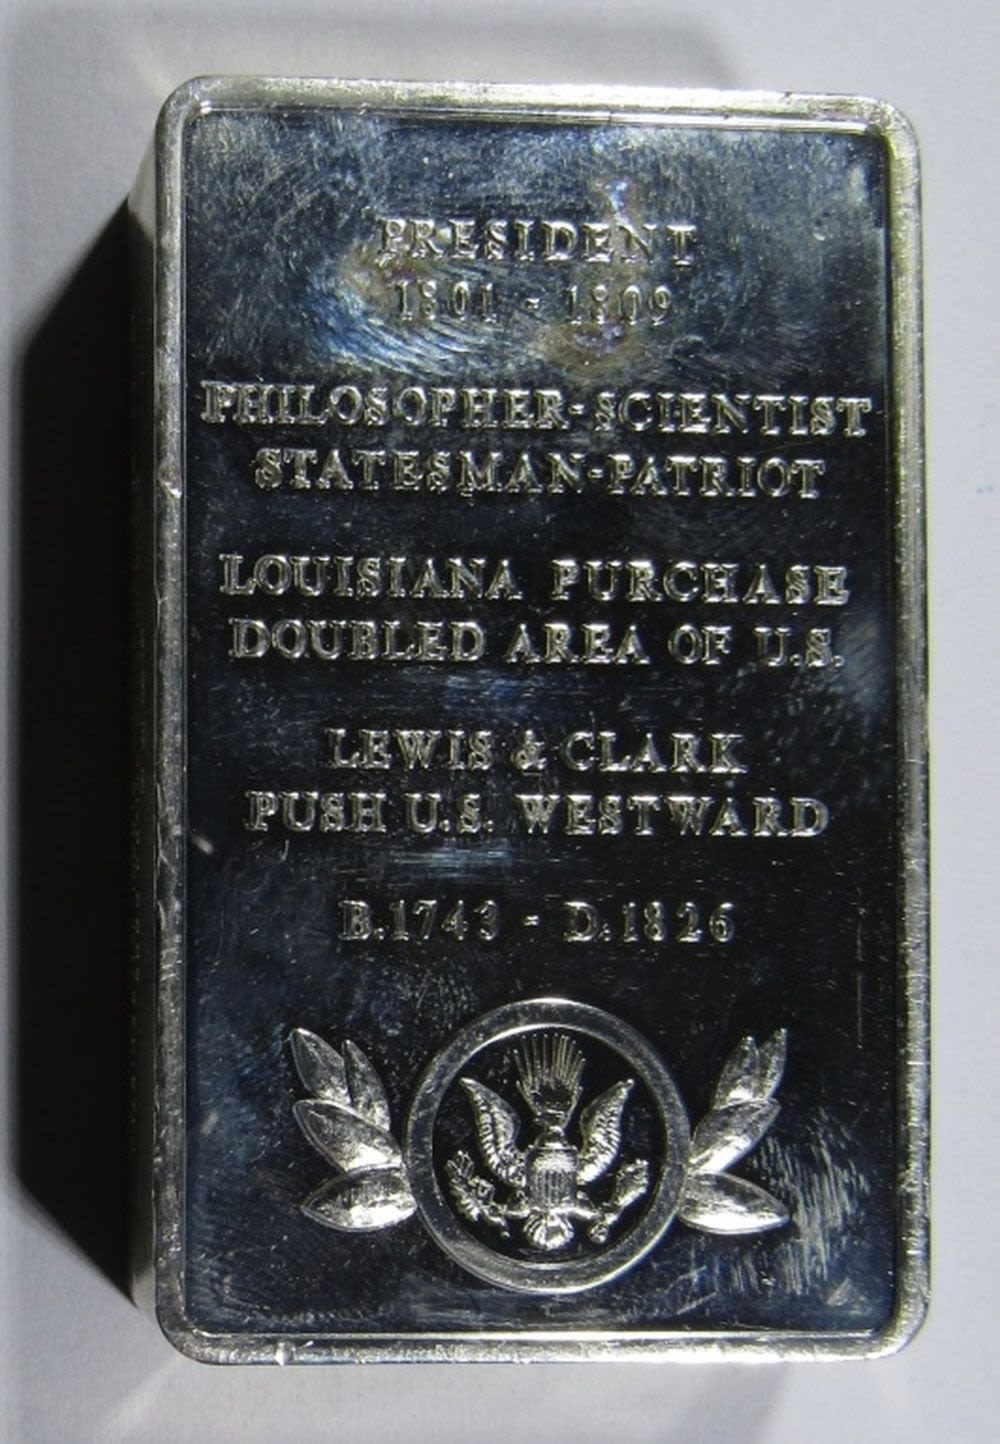 PRESIDENT
1801 - 1809
PHILOSOPHER-SCIENTIST
STATESMAN-PATRIOT
LOUISIANA PURCHASE
DOUBLED AREA OF U.S.
LEWIS & CLARK
PUSH U.S. WESTWARD
B.1743 - D.1826